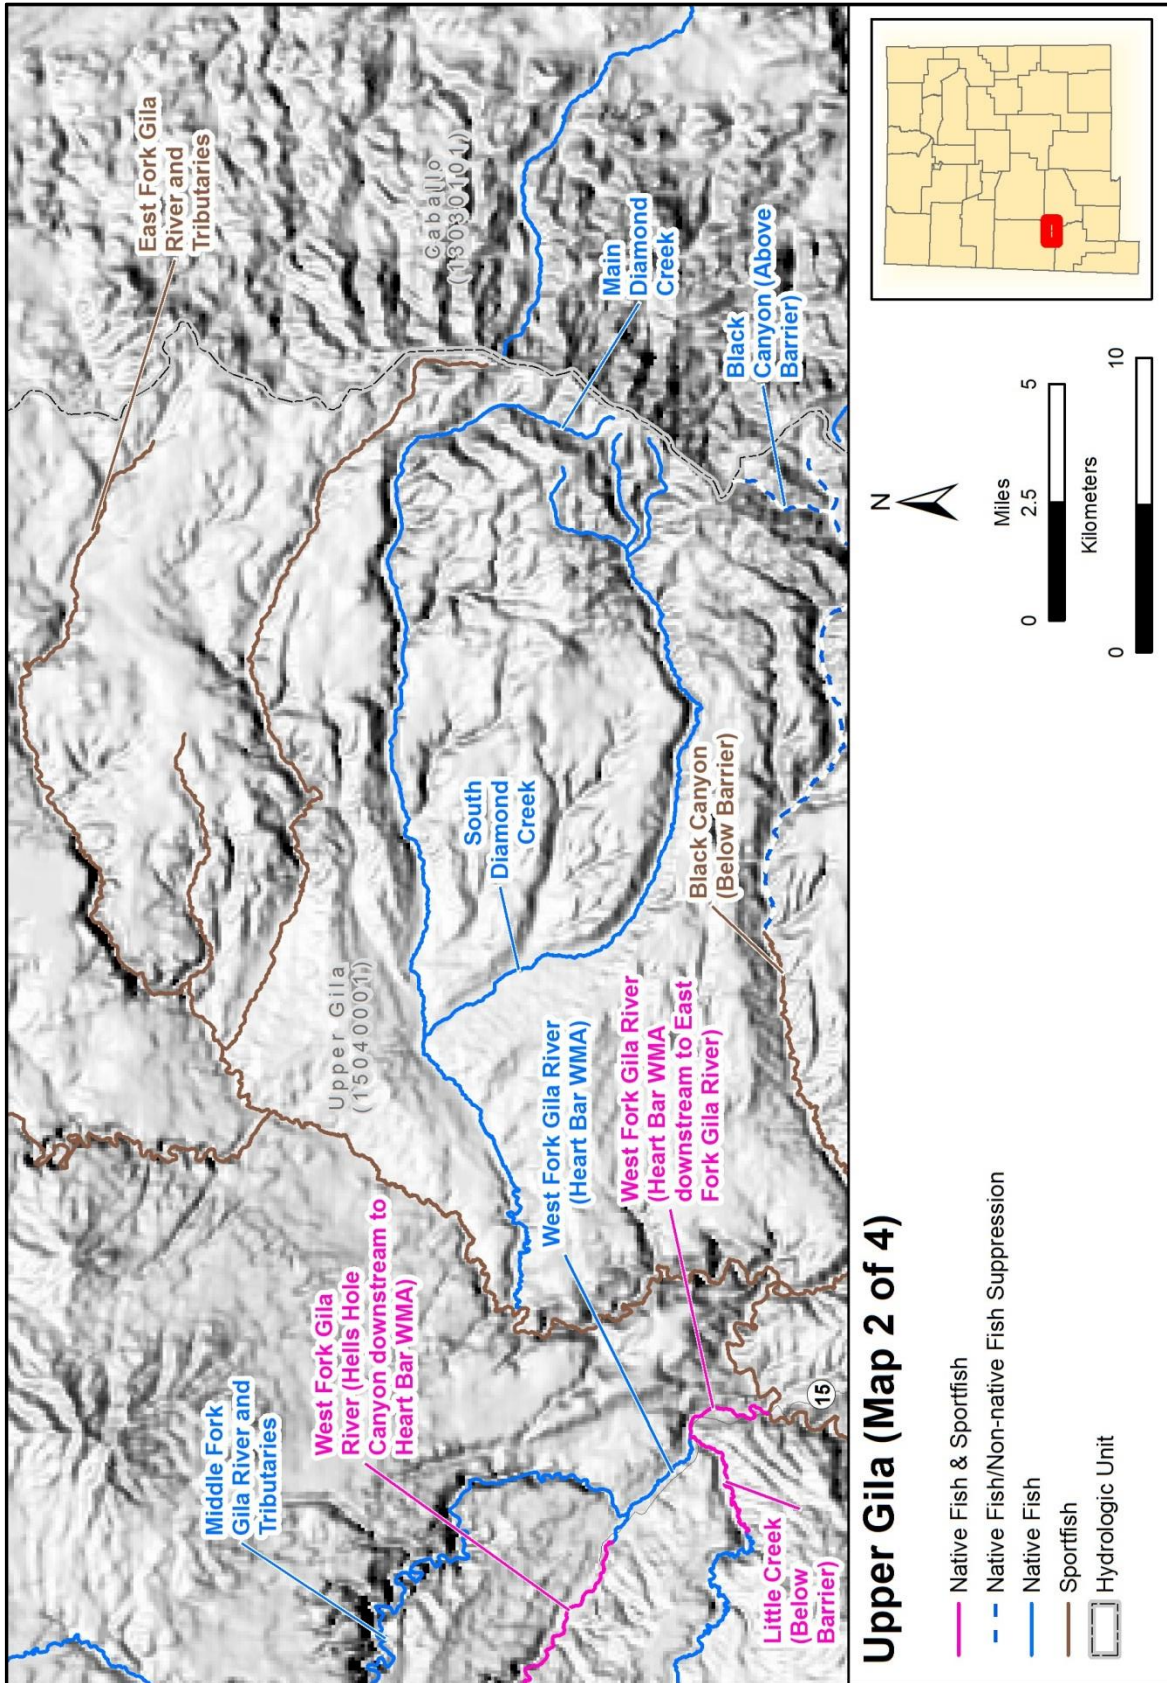 Middle Fork
Gila River and
Tributaries
West Fork Gila
River (Hells Hole
Canyon downstream to
Heart Bar WMA)
East Fork Gila
River and
Tributaries
Upper Gila
(15040001)
Caballo
(13030101)
South
Diamond
Creek
Main
Diamond
Creek
West Fork Gila River
(Heart Bar WMA)
West Fork Gila River
(Heart Bar WMA
downstream to East
Fork Gila River)
Black Canyon
(Below Barrier)
Black
Canyon (Above
Barrier)
Little Creek
(Below
Barrier)
15
Upper Gila (Map 2 of 4)
Native Fish & Sportfish
Native Fish/Non-native Fish Suppression
Native Fish
Sportfish
Hydrologic Unit
N
Miles
0 2.5 5
Kilometers
0 10